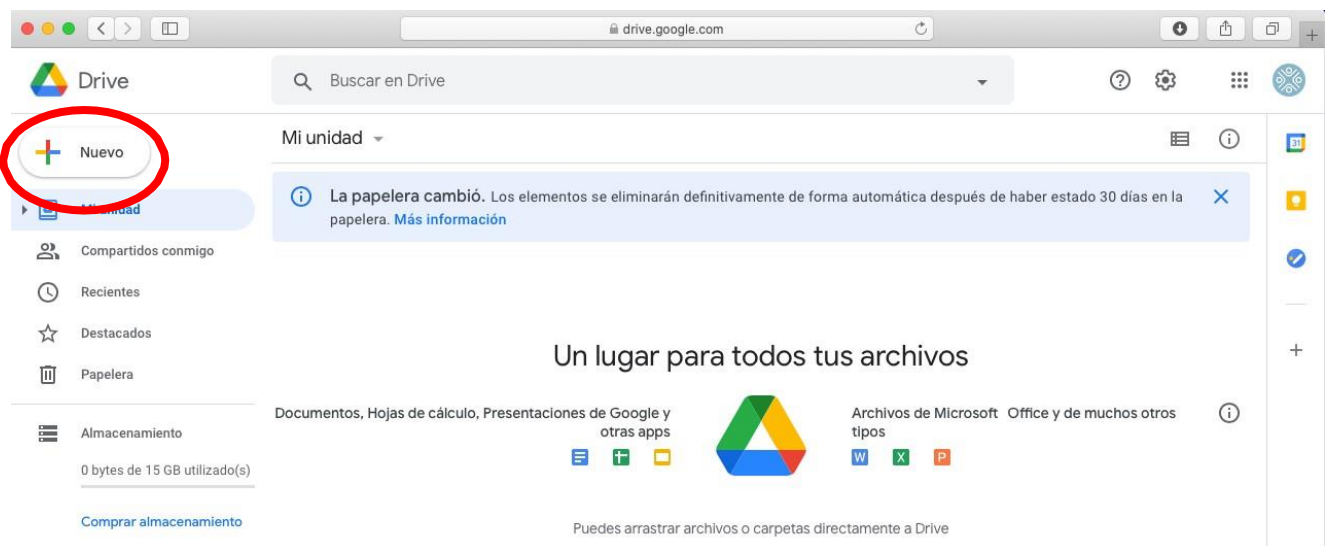 drive.google.com
Drive
Buscar en Drive
Nuevo
Mi unidad
31
La papelera cambió. Los elementos se eliminarán definitivamente de forma automática después de haber estado 30 días en la
papelera. Más información
Mi unidad
Compartidos conmigo
Recientes
Destacados
Papelera
Un lugar para todos tus archivos
Documentos, Hojas de cálculo, Presentaciones de Google y
otras apps
Archivos de Microsoft Office y de muchos otros
tipos
W X P
Almacenamiento
0 bytes de 15 GB utilizado(s)
Comprar almacenamiento
Puedes arrastrar archivos o carpetas directamente a Drive